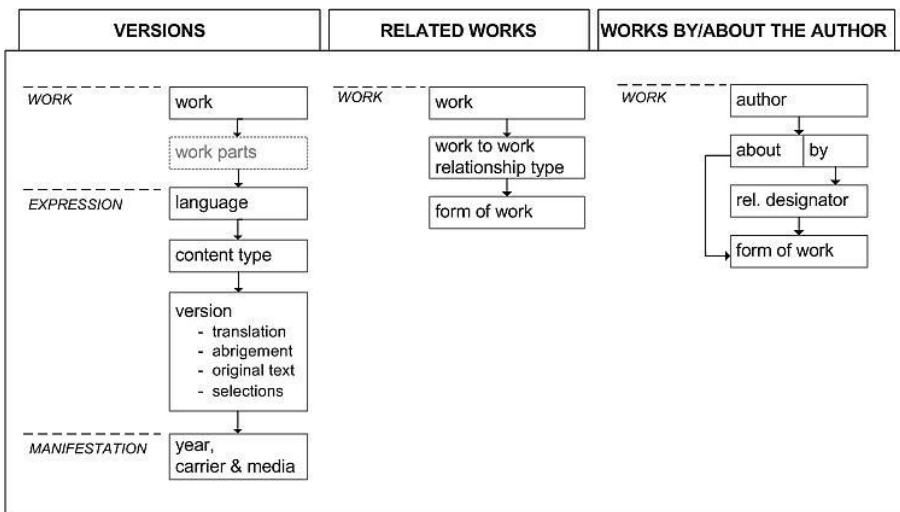 VERSIONS
RELATED WORKS
WORKS BY/ABOUT THE AUTHOR
WORK
work
work parts
EXPRESSION
language
content type
version
- translation
- abrigement
- original text
- selections
MANIFESTATION
year,
carrier & media
WORK
work
work to work
relationship type
form of work
WORK
author
about
by
rel. designator
form of work